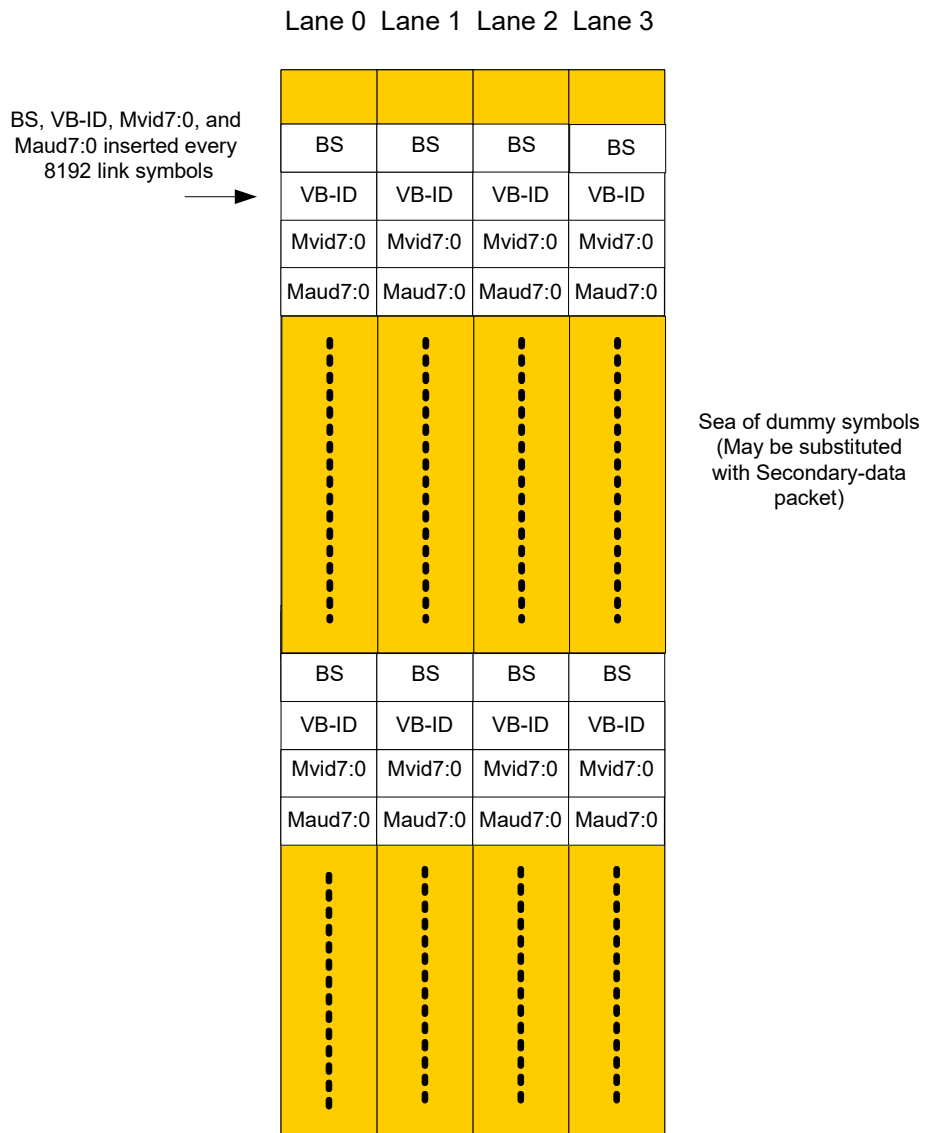 Lane 0 Lane 1 Lane 2 Lane 3
BS, VB-ID, Mvid7:0, and
Maud7:0 inserted every
8192 link symbols
BS BS BS BS
VB-ID VB-ID VB-ID VB-ID
Mvid7:0 Mvid7:0 Mvid7:0 Mvid7:0
Maud7:0 Maud7:0 Maud7:0 Maud7:0
Sea of dummy symbols
(May be substituted
with Secondary-data
packet)
BS BS BS BS
VB-ID VB-ID VB-ID VB-ID
Mvid7:0 Mvid7:0 Mvid7:0 Mvid7:0
Maud7:0 Maud7:0 Maud7:0 Maud7:0